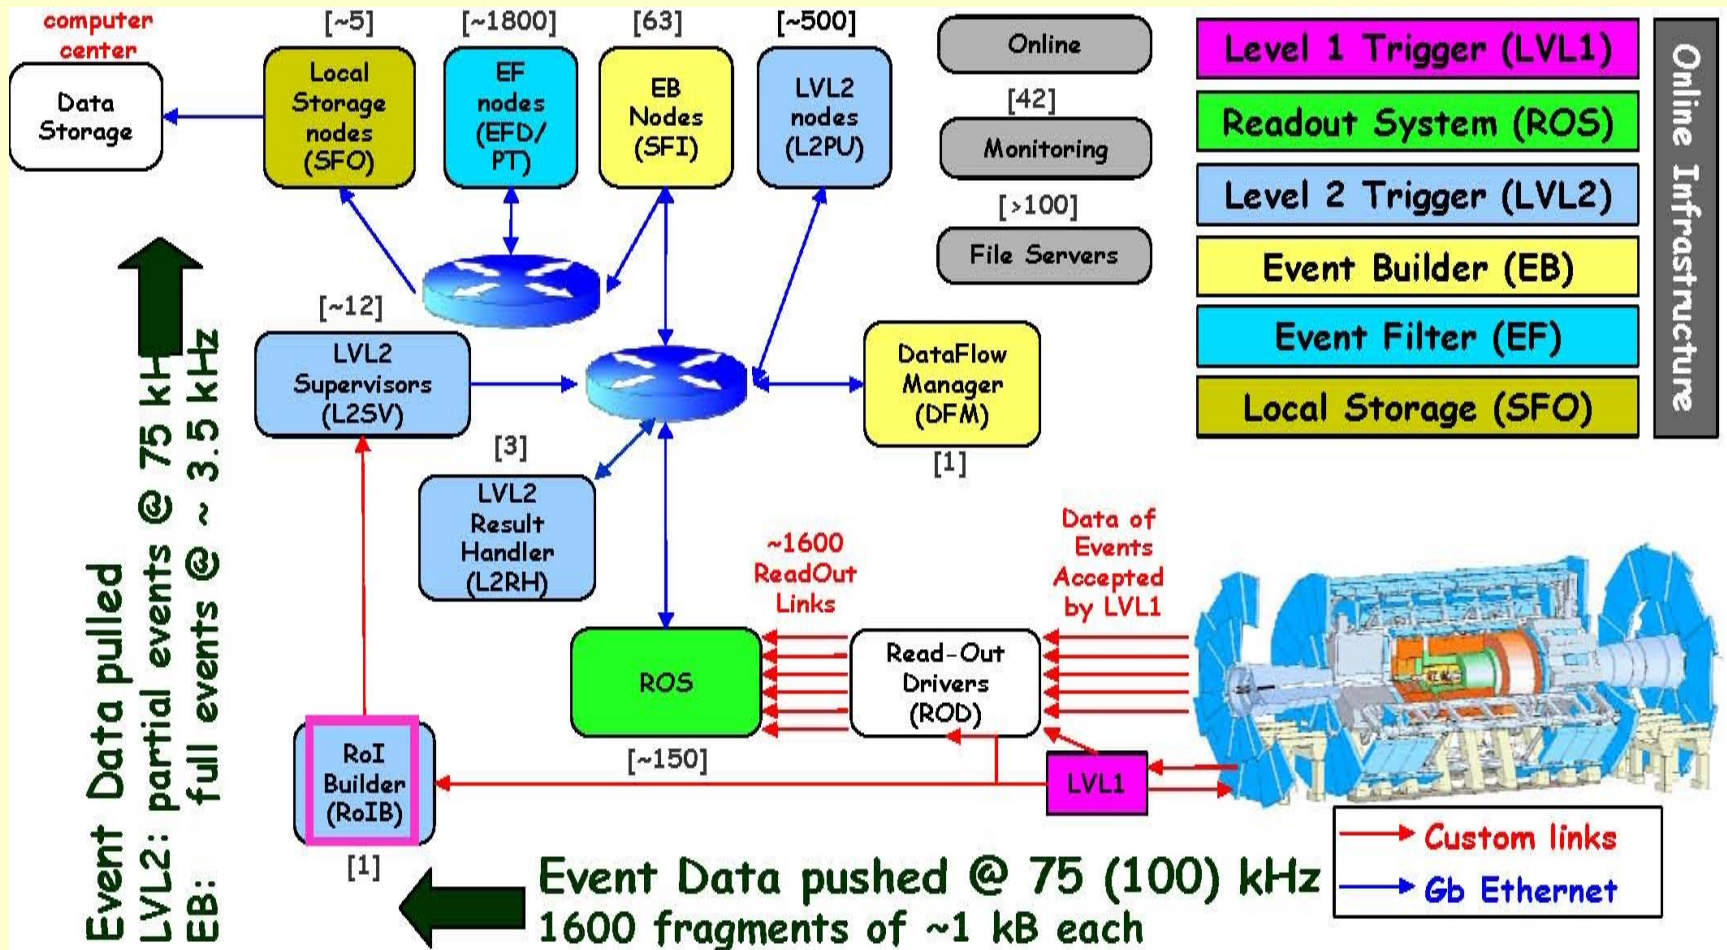 computer
center
[~5]
[~1800]
[63]
[~500]
Data
Storage
Local
Storage
nodes
(SFO)
EF
nodes
(EFD/
PT)
EB
Nodes
(SFI)
LVL2
nodes
(L2PU)
Online
[42]
Monitoring
[>100]
File Servers
Level 1 Trigger (LVL1)
Readout System (ROS)
Level 2 Trigger (LVL2)
Event Builder (EB)
Event Filter (EF)
Local Storage (SFO)
Online Infrastructure
[~12]
LVL2
Supervisors
(L2SV)
DataFlow
Manager
(DFM)
[1]
[3]
LVL2
Result
Handler
(L2RH)
Event Data pulled
LVL2: partial events @ 75 kH
EB: full events @ ~ 3.5 kHz
~1600
ReadOut
Links
Data of
Events
Accepted
by LVL1
ROS
Read-Out
Drivers
(ROD)
[~150]
RoI
Builder
(RoIB)
[1]
LVL1
Custom links
Gb Ethernet
Event Data pushed @ 75 (100) kHz
1600 fragments of ~1 kB each